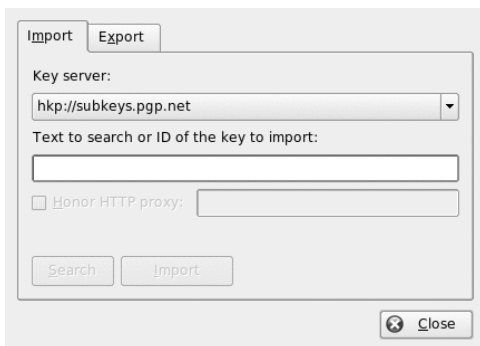 Import Export
Key server:
hkp://subkeys.pgp.net
Text to search or ID of the key to import:
Honor HTTP proxy:
Search Import
Close